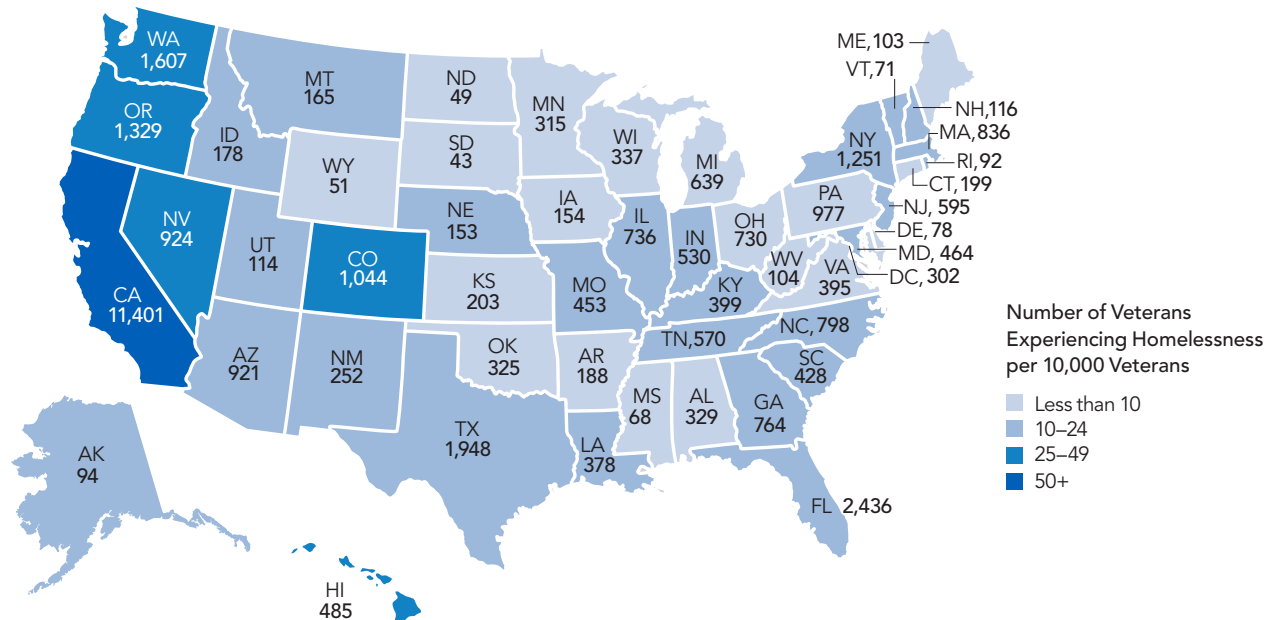 WA
1,607
OR
1,329
CA
11,401
NV
924
ID
178
MT
165
WY
51
UT
114
CO
1,044
AZ
921
NM
252
ND
49
SD
43
NE
153
KS
203
OK
325
TX
1,948
MN
315
IA
154
MO
453
AR
188
LA
378
WI
337
IL
736
MI
639
IN
530
OH
730
KY
399
TN,570
MS
68
AL
329
GA
764
FL 2,436
SC
428
NC, 798
VA
395
WV
104
PA
977
NY
1,251
ME,103
VT,71
NH,116
MA, 836
RI, 92
CT, 199
NJ, 595
DE, 78
MD, 464
DC, 302
AK
94
HI
485
Number of Veterans
Experiencing Homelessness
per 10,000 Veterans
Less than 10
10–24
25–49
50+